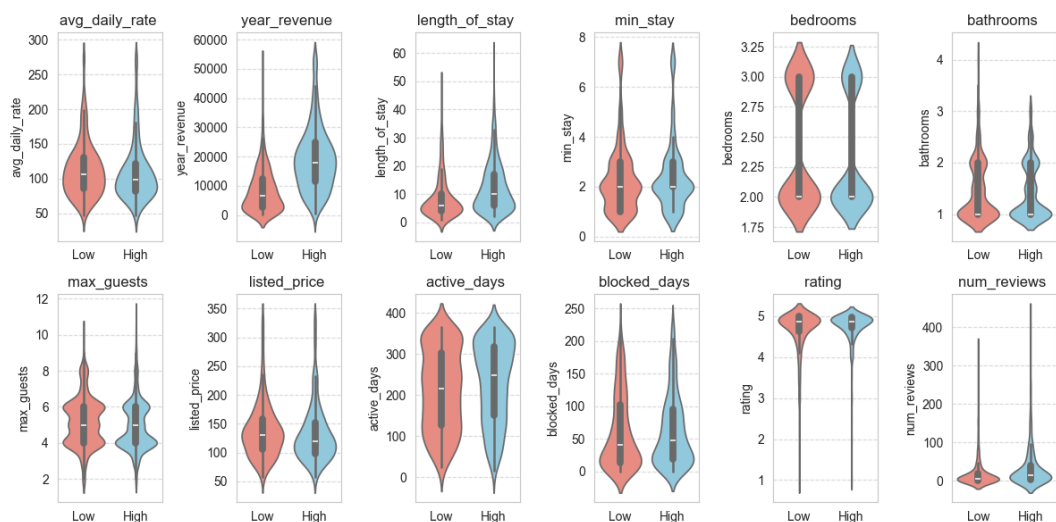 avg_daily_rate
year_revenue
length_of_stay
min_stay
bedrooms
bathrooms
avg_daily_rate
300
250
200
150
100
50
year_revenue
60000
50000
40000
30000
20000
10000
0
length_of_stay
60
50
40
30
20
10
0
min_stay
8
6
4
2
0
bedrooms
3.25
3.00
2.75
2.50
2.25
2.00
1.75
bathrooms
4
3
2
1
Low High
Low High
Low High
Low High
Low High
Low High
max_guests
listed_price
active_days
blocked_days
rating
num_reviews
max_guests
12
10
8
6
4
2
listed_price
350
300
250
200
150
100
50
active_days
400
300
200
100
0
blocked_days
250
200
150
100
50
0
rating
5
4
3
2
1
num_reviews
400
300
200
100
0
Low High
Low High
Low High
Low High
Low High
Low High